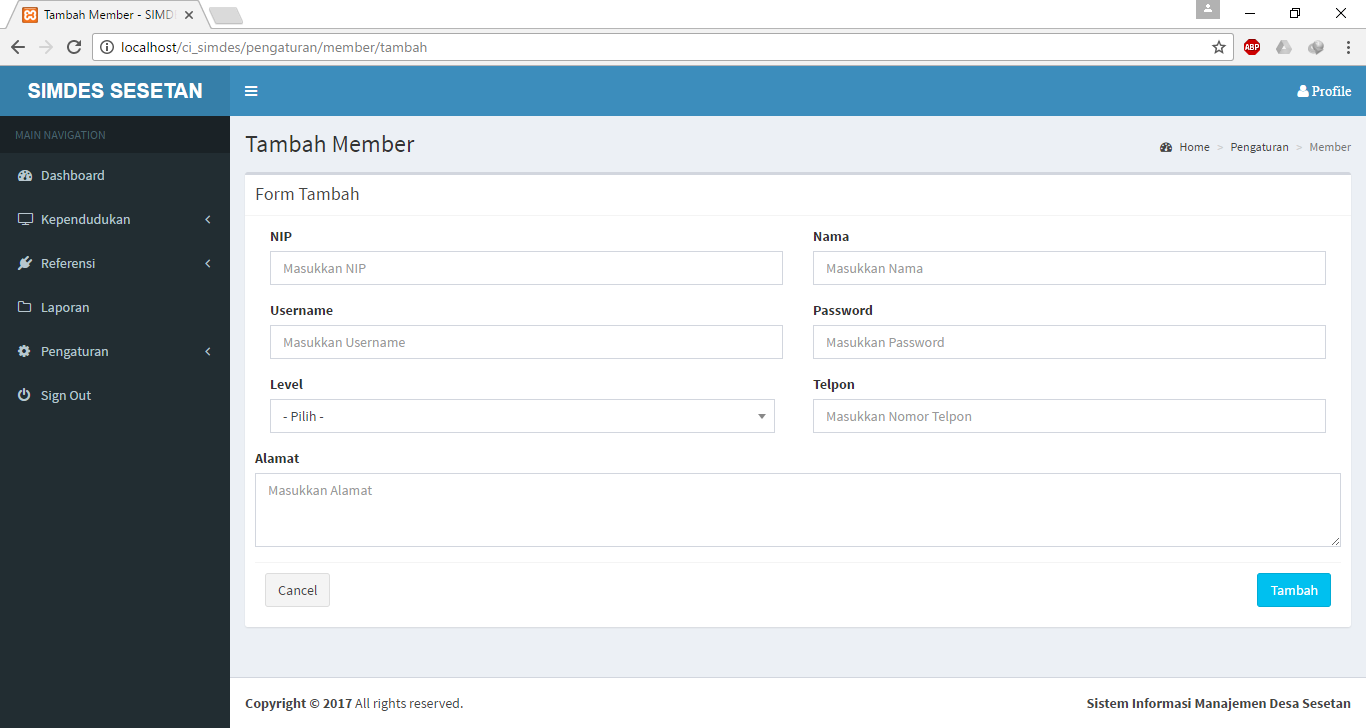 Tambah Member - SIMD
localhost/ci_simdes/pengaturan/member/tambah
ABP
SIMDES SESETAN
Profile
MAIN NAVIGATION
Dashboard
Kependudukan
Referensi
Laporan
Pengaturan
Sign Out
Tambah Member
Home > Pengaturan > Member
Form Tambah
NIP
Nama
Masukkan NIP
Masukkan Nama
Username
Password
Masukkan Username
Masukkan Password
Level
Telpon
- Pilih -
Masukkan Nomor Telpon
Alamat
Masukkan Alamat
Cancel
Tambah
Copyright © 2017 All rights reserved.
Sistem Informasi Manajemen Desa Sesetan